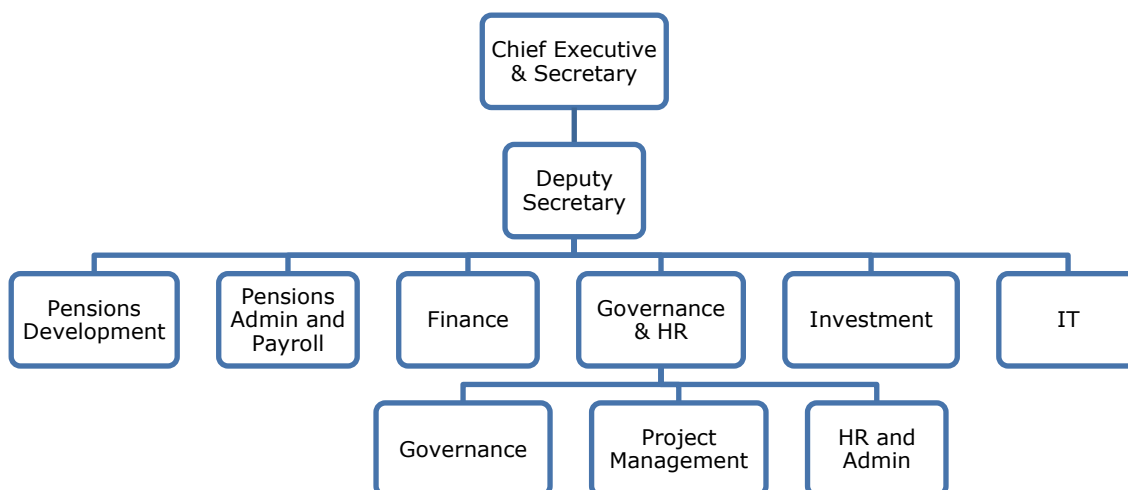 Chief Executive
& Secretary
Deputy
Secretary
Pensions
Development
Pensions
Admin and
Payroll
Finance
Governance
& HR
Investment
IT
Governance
Project
Management
HR and
Admin